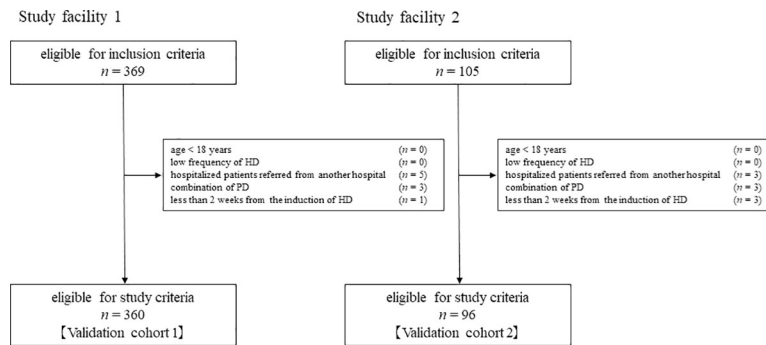 Study facility 1
eligible for inclusion criteria
n = 369
age < 18 years (n = 0)
low frequency of HD (n = 0)
hospitalized patients referred from another hospital (n = 5)
combination of PD (n = 3)
less than 2 weeks from the induction of HD (n = 1)
eligible for study criteria
n = 360
【Validation cohort 1】
Study facility 2
eligible for inclusion criteria
n = 105
age < 18 years (n = 0)
low frequency of HD (n = 0)
hospitalized patients referred from another hospital (n = 3)
combination of PD (n = 3)
less than 2 weeks from the induction of HD (n = 3)
eligible for study criteria
n = 96
【Validation cohort 2】